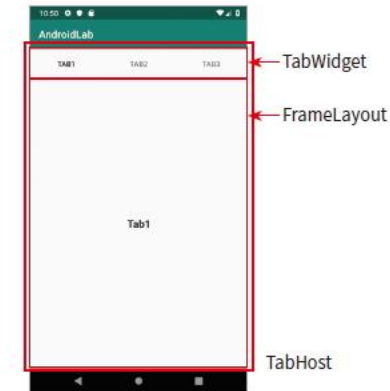 10:50
AndroidLab
TAB1 TAB2 TAB3
TabWidget
FrameLayout
Tab1
TabHost